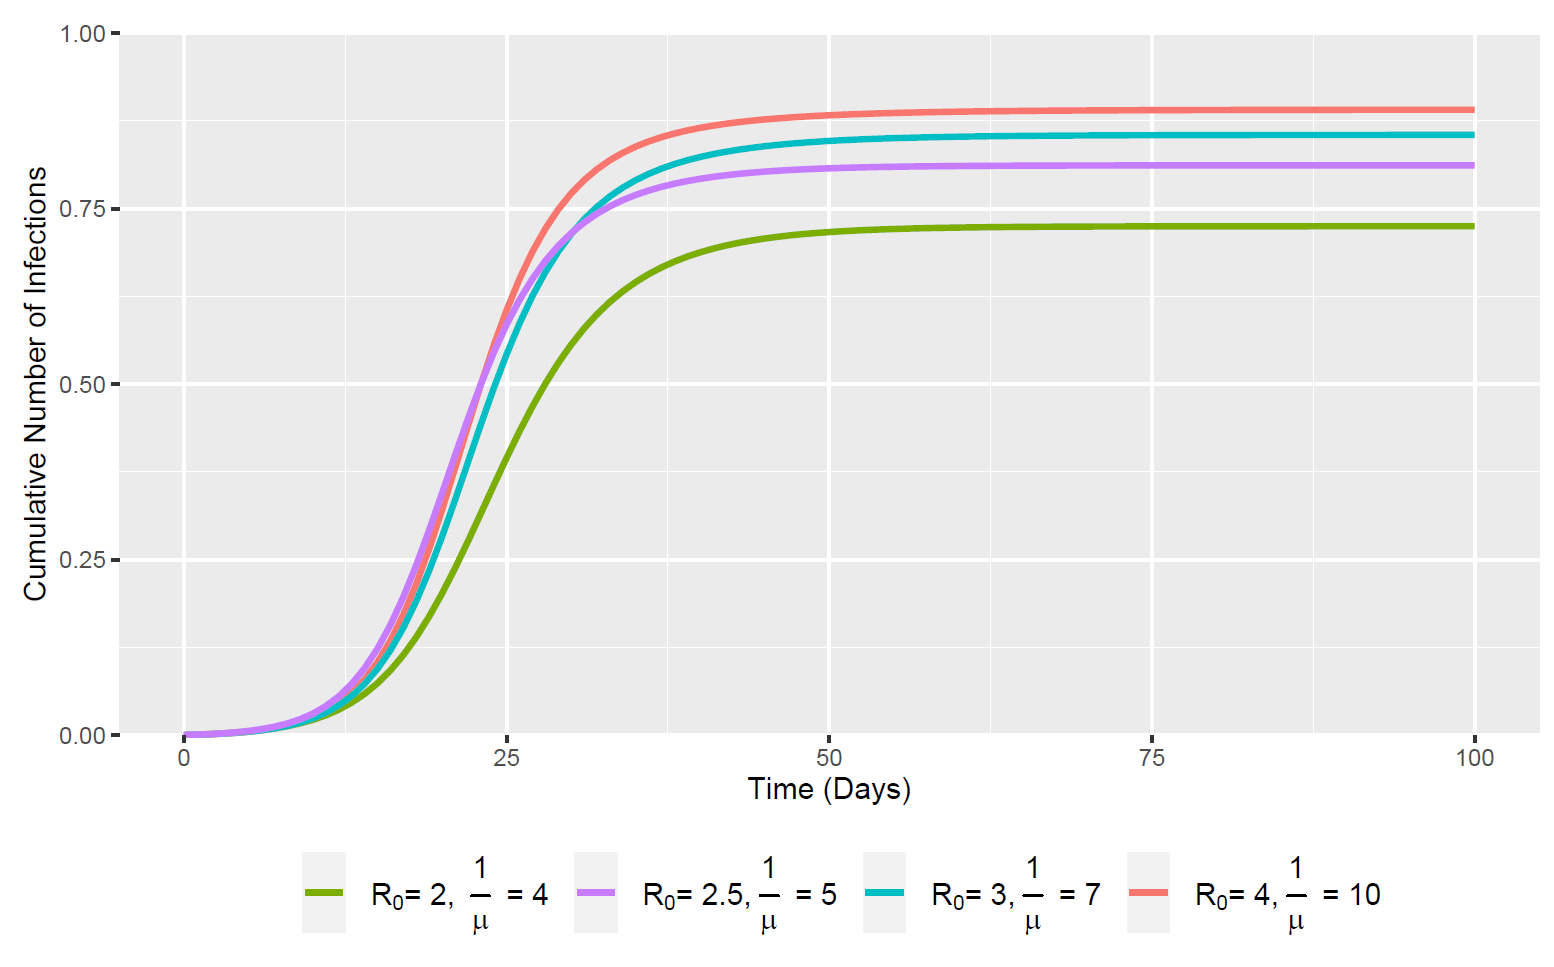 Cumulative Number of Infections
1.00
0.75
0.50
0.25
0.00
0 25 50 75 100
Time (Days)
R₀= 2, 1/μ = 4 R₀= 2.5, 1/μ = 5 R₀= 3, 1/μ = 7 R₀= 4, 1/μ = 10